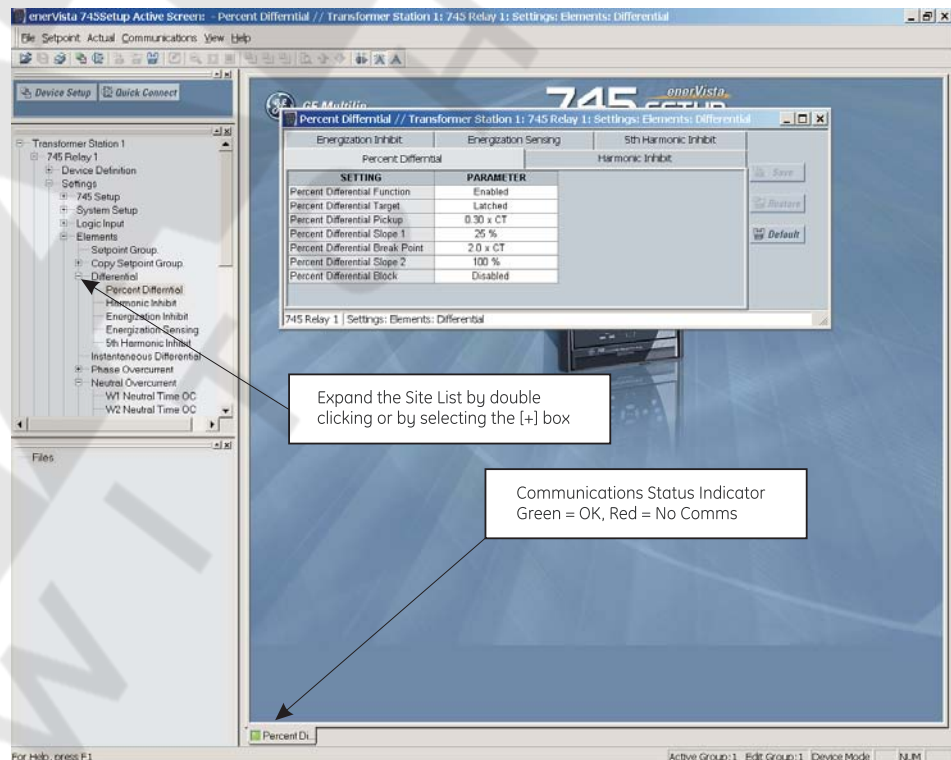 enerVista 745Setup Active Screen: - Percent Differntial // Transformer Station 1: 745 Relay 1: Settings: Elements: Differential
File Setpoint Actual Communications View Help
Device Setup
Quick Connect
Transformer Station 1
745 Relay 1
Device Definition
Settings
745 Setup
System Setup
Logic Input
Elements
Setpoint Group
Copy Setpoint Group
Differential
Percent Differntial
Harmonic Inhibit
Energization Inhibit
Energization Sensing
5th Harmonic Inhibit
Instantaneous Differential
Phase Overcurrent
Neutral Overcurrent
W1 Neutral Time OC
W2 Neutral Time OC
Files
GE Multilin
745
enerVista
SETUP
Percent Differntial // Transformer Station 1: 745 Relay 1: Settings: Elements: Differential
Energization Inhibit
Energization Sensing
5th Harmonic Inhibit
Percent Differntial
Harmonic Inhibit
SETTING PARAMETER
Percent Differential Function Enabled
Percent Differential Target Latched
Percent Differential Pickup 0.30 x CT
Percent Differential Slope 1 25 %
Percent Differential Break Point 2.0 x CT
Percent Differential Slope 2 100 %
Percent Differential Block Disabled
Save
Restore
Default
745 Relay 1 Settings: Elements: Differential
Expand the Site List by double
clicking or by selecting the [+] box
Communications Status Indicator
Green = OK, Red = No Comms
Percent Di...
For Help, press F1
Active Group:1 Edit Group:1 Device Mode NUM